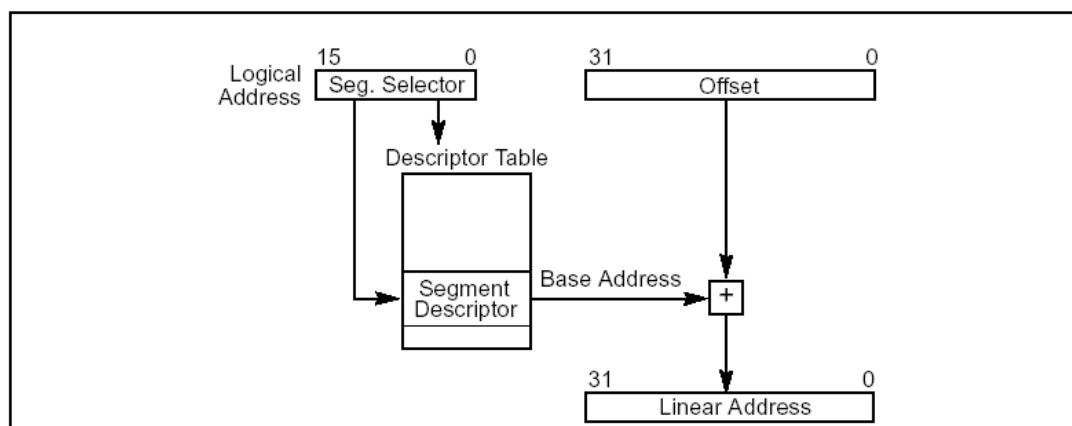 15 0
31 0
Logical
Address
Seg. Selector
Offset
Descriptor Table
Segment
Descriptor
Base Address
+
31 0
Linear Address